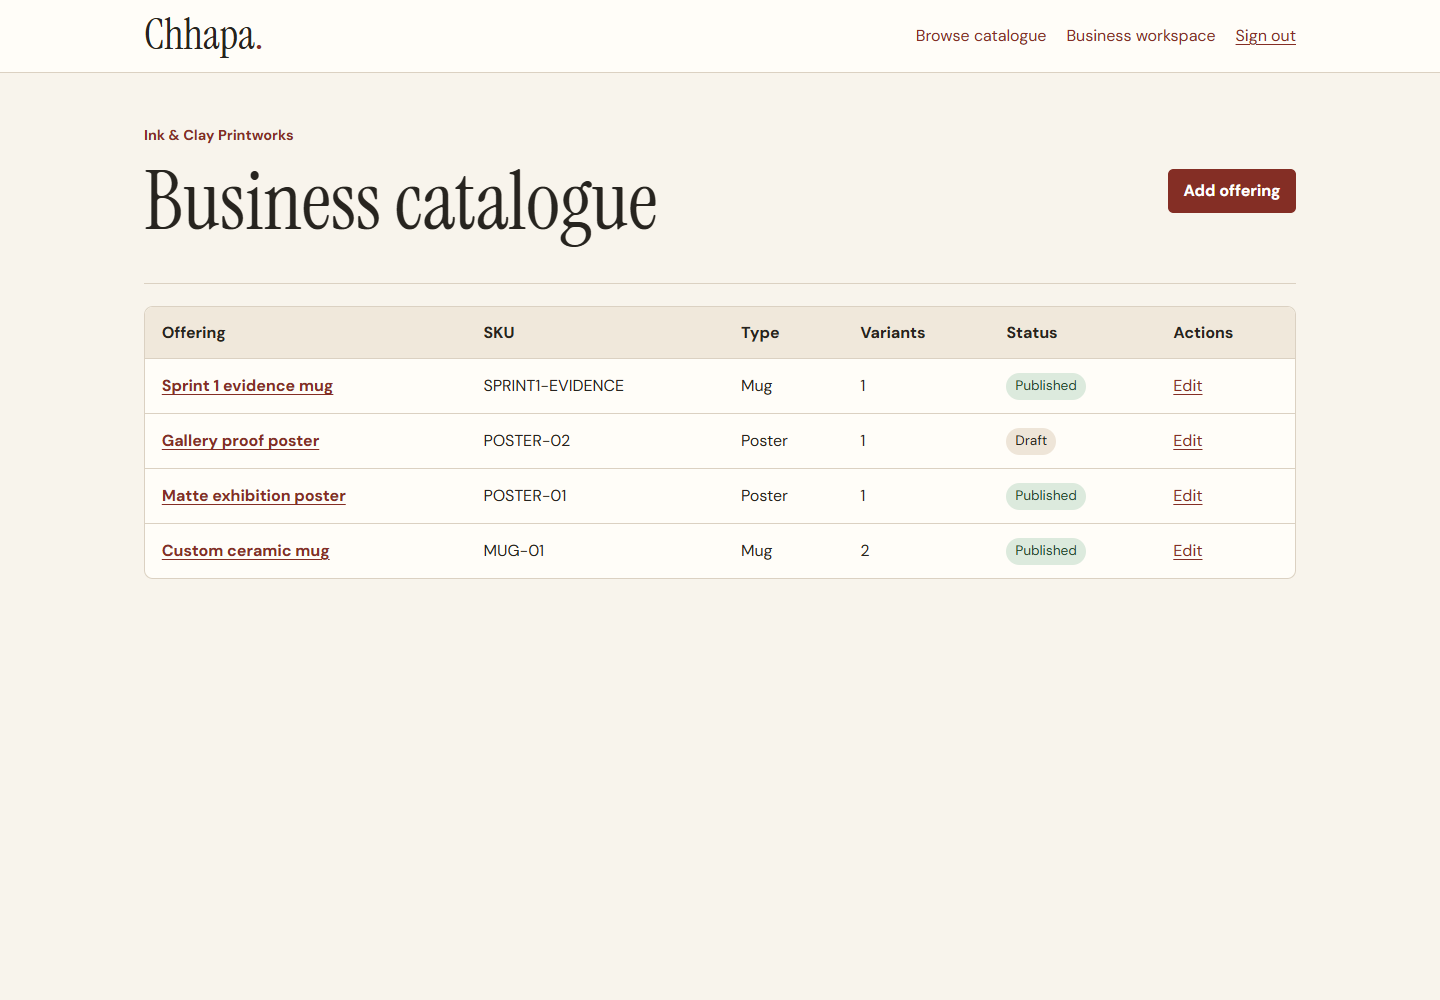 Chhapa.
Browse catalogue Business workspace Sign out
Ink & Clay Printworks
Business catalogue
Add offering
Offering SKU Type Variants Status Actions
Sprint 1 evidence mug SPRINT1-EVIDENCE Mug 1 Published Edit
Gallery proof poster POSTER-02 Poster 1 Draft Edit
Matte exhibition poster POSTER-01 Poster 1 Published Edit
Custom ceramic mug MUG-01 Mug 2 Published Edit